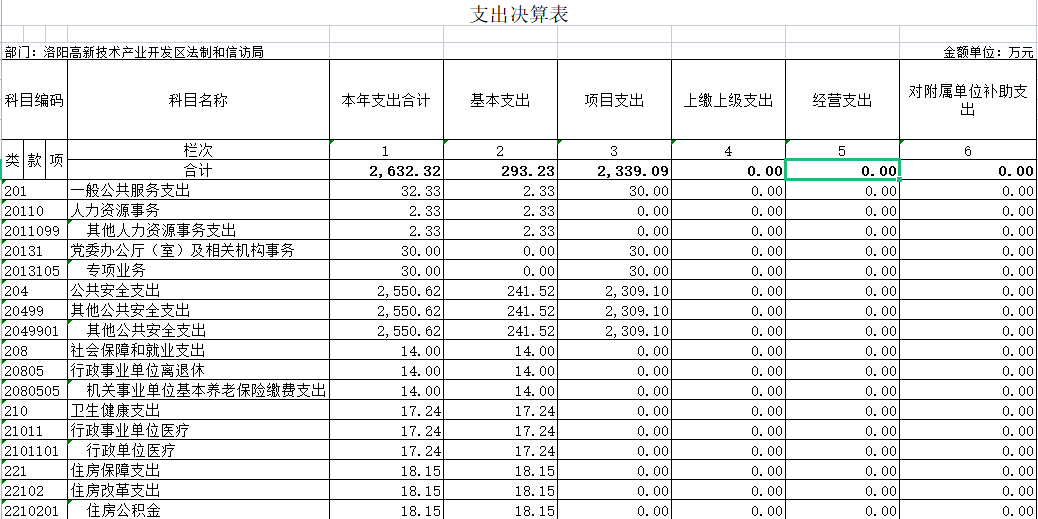 支出决算表
部门：洛阳高新技术产业开发区法制和信访局 金额单位：万元
科目编码 科目名称 本年支出合计 基本支出 项目支出 上缴上级支出 经营支出 对附属单位补助支出
类 款 项 栏次 1 2 3 4 5 6
合计 2,632.32 293.23 2,339.09 0.00 0.00 0.00
201 一般公共服务支出 32.33 2.33 30.00 0.00 0.00 0.00
20110 人力资源事务 2.33 2.33 0.00 0.00 0.00 0.00
2011099 其他人力资源事务支出 2.33 2.33 0.00 0.00 0.00 0.00
20131 党委办公厅（室）及相关机构事务 30.00 0.00 30.00 0.00 0.00 0.00
2013105 专项业务 30.00 0.00 30.00 0.00 0.00 0.00
204 公共安全支出 2,550.62 241.52 2,309.10 0.00 0.00 0.00
20499 其他公共安全支出 2,550.62 241.52 2,309.10 0.00 0.00 0.00
2049901 其他公共安全支出 2,550.62 241.52 2,309.10 0.00 0.00 0.00
208 社会保障和就业支出 14.00 14.00 0.00 0.00 0.00 0.00
20805 行政事业单位离退休 14.00 14.00 0.00 0.00 0.00 0.00
2080505 机关事业单位基本养老保险缴费支出 14.00 14.00 0.00 0.00 0.00 0.00
210 卫生健康支出 17.24 17.24 0.00 0.00 0.00 0.00
21011 行政事业单位医疗 17.24 17.24 0.00 0.00 0.00 0.00
2101101 行政单位医疗 17.24 17.24 0.00 0.00 0.00 0.00
221 住房保障支出 18.15 18.15 0.00 0.00 0.00 0.00
22102 住房改革支出 18.15 18.15 0.00 0.00 0.00 0.00
2210201 住房公积金 18.15 18.15 0.00 0.00 0.00 0.00